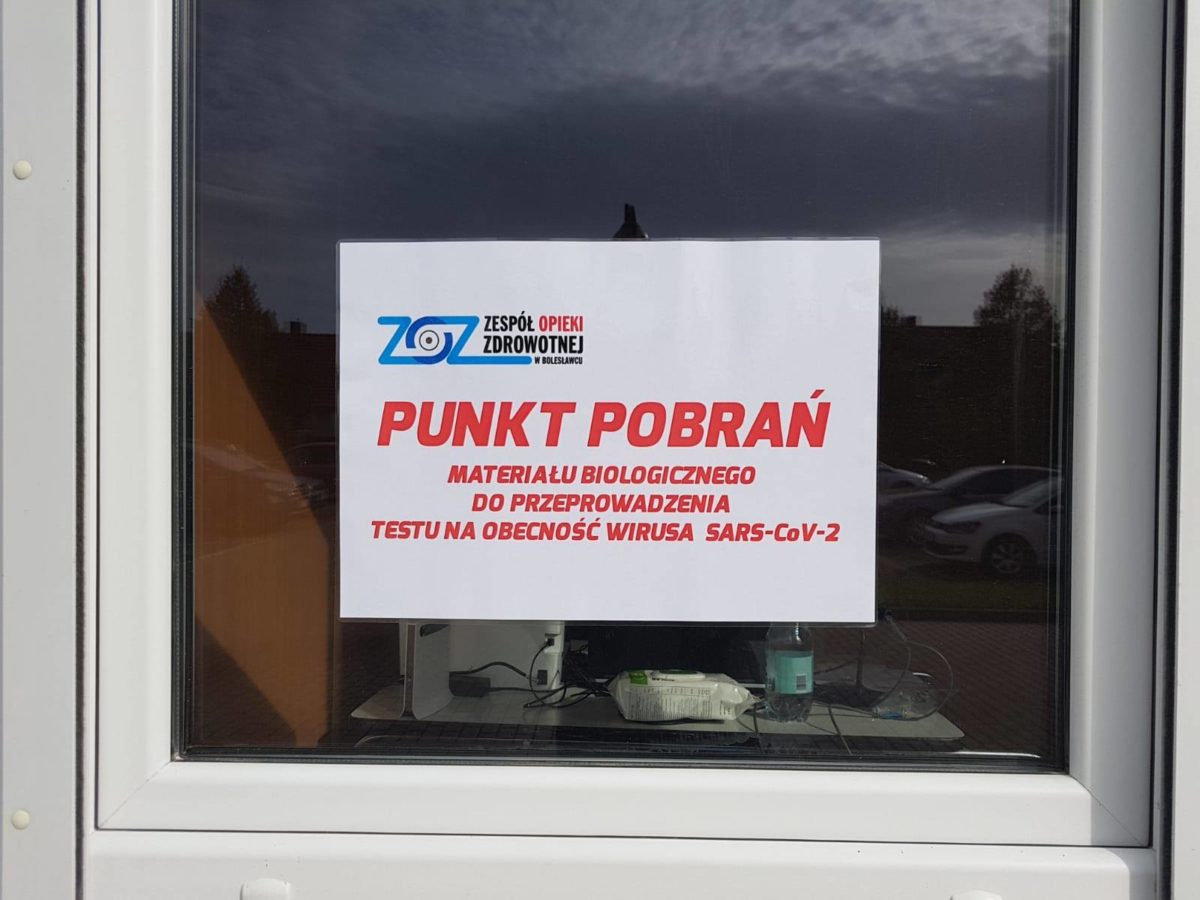 ZOZ ZESPÓŁ OPIEKI
ZDROWOTNEJ
W BOLESŁAWCU
PUNKT POBRAŃ
MATERIAŁU BIOLOGICZNEGO
DO PRZEPROWADZENIA
TESTU NA OBECNOŚĆ WIRUSA SARS-CoV-2